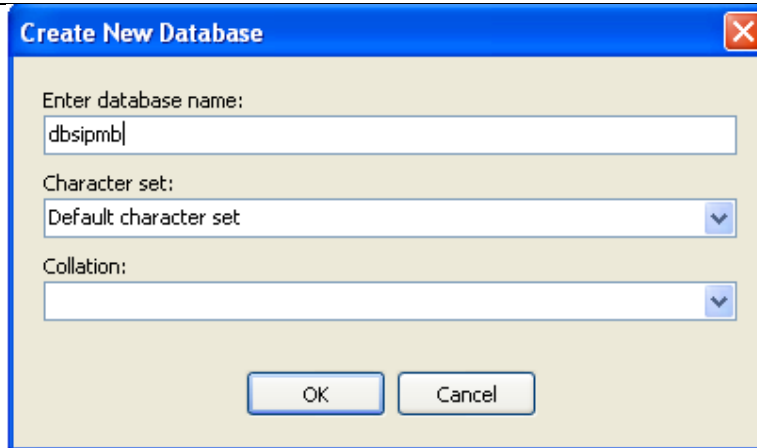 Create New Database
Enter database name:
dbsipmb
Character set:
Default character set
Collation:
OK Cancel